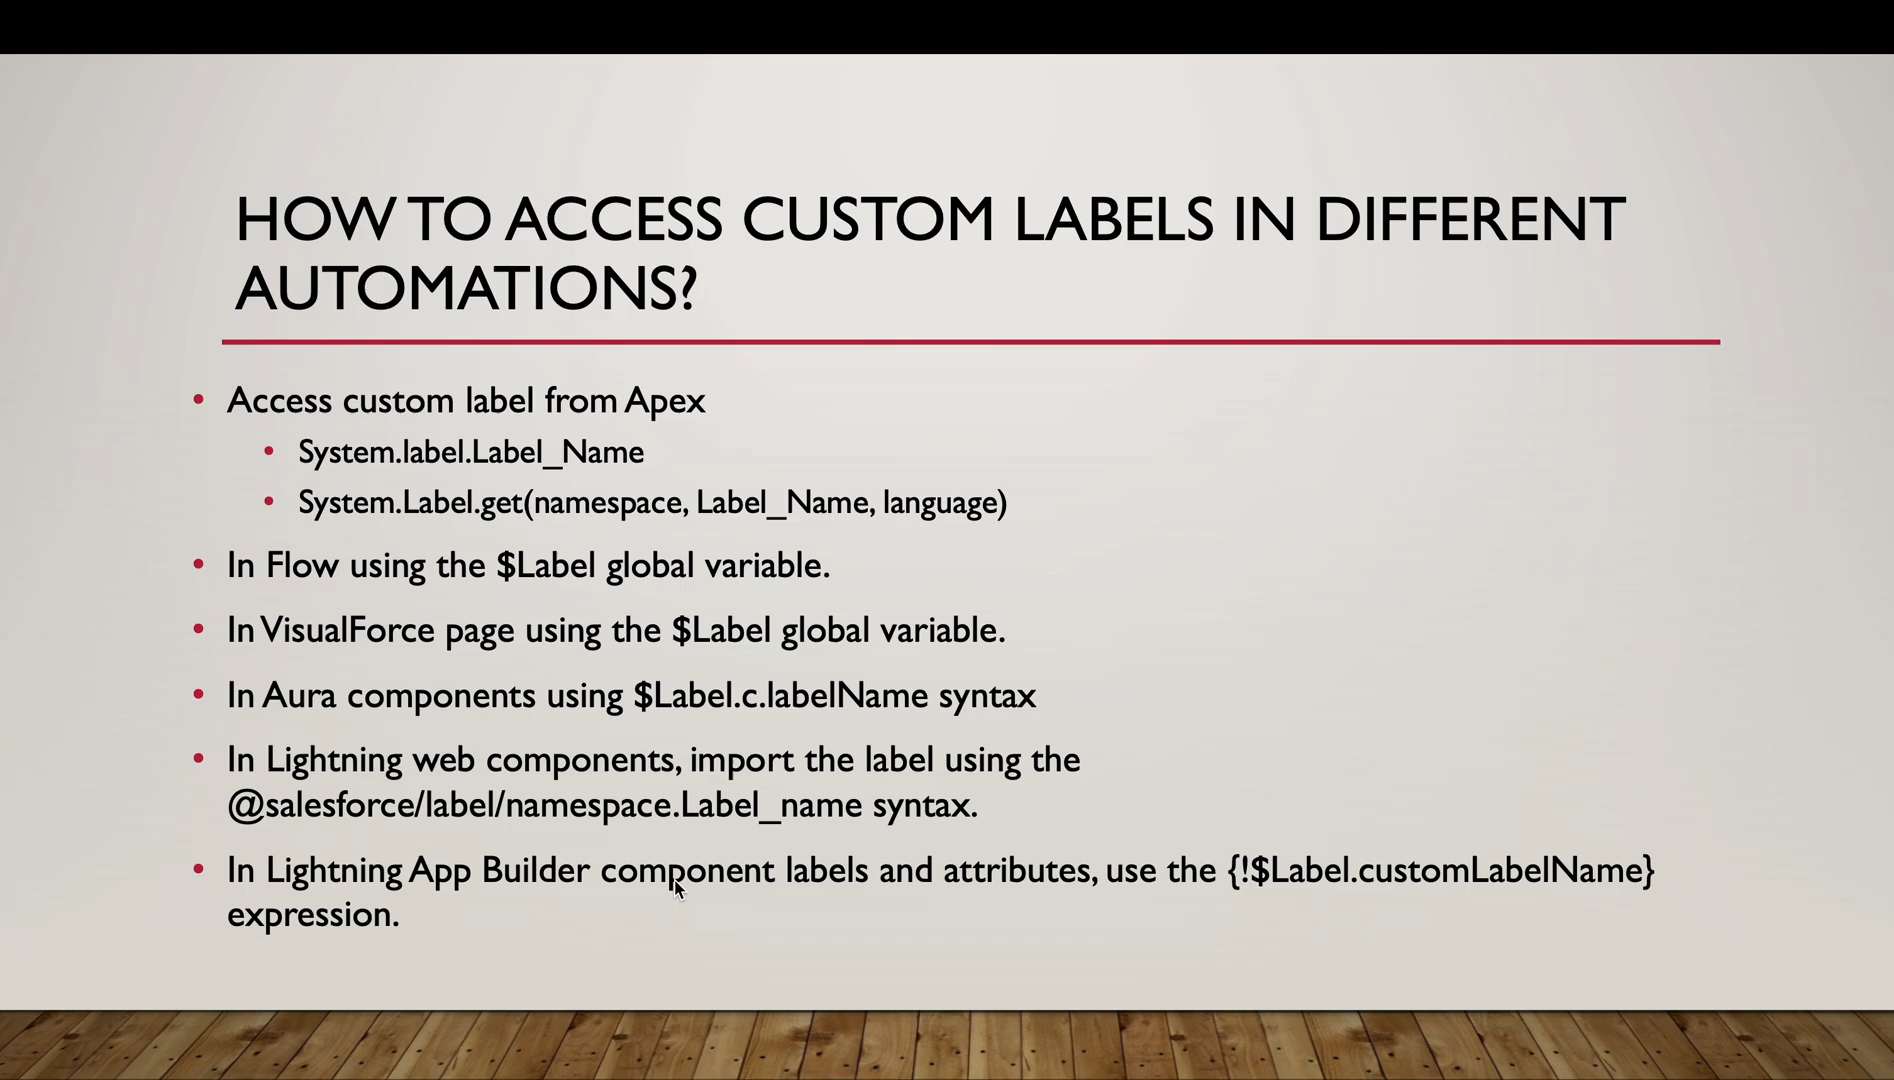 HOW TO ACCESS CUSTOM LABELS IN DIFFERENT
AUTOMATIONS?
• Access custom label from Apex
• System.label.Label_Name
• System.Label.get(namespace, Label_Name, language)
• In Flow using the $Label global variable.
• In VisualForce page using the $Label global variable.
• In Aura components using $Label.c.labelName syntax
• In Lightning web components, import the label using the
@salesforce/label/namespace.Label_name syntax.
• In Lightning App Builder component labels and attributes, use the {!$Label.customLabelName}
expression.